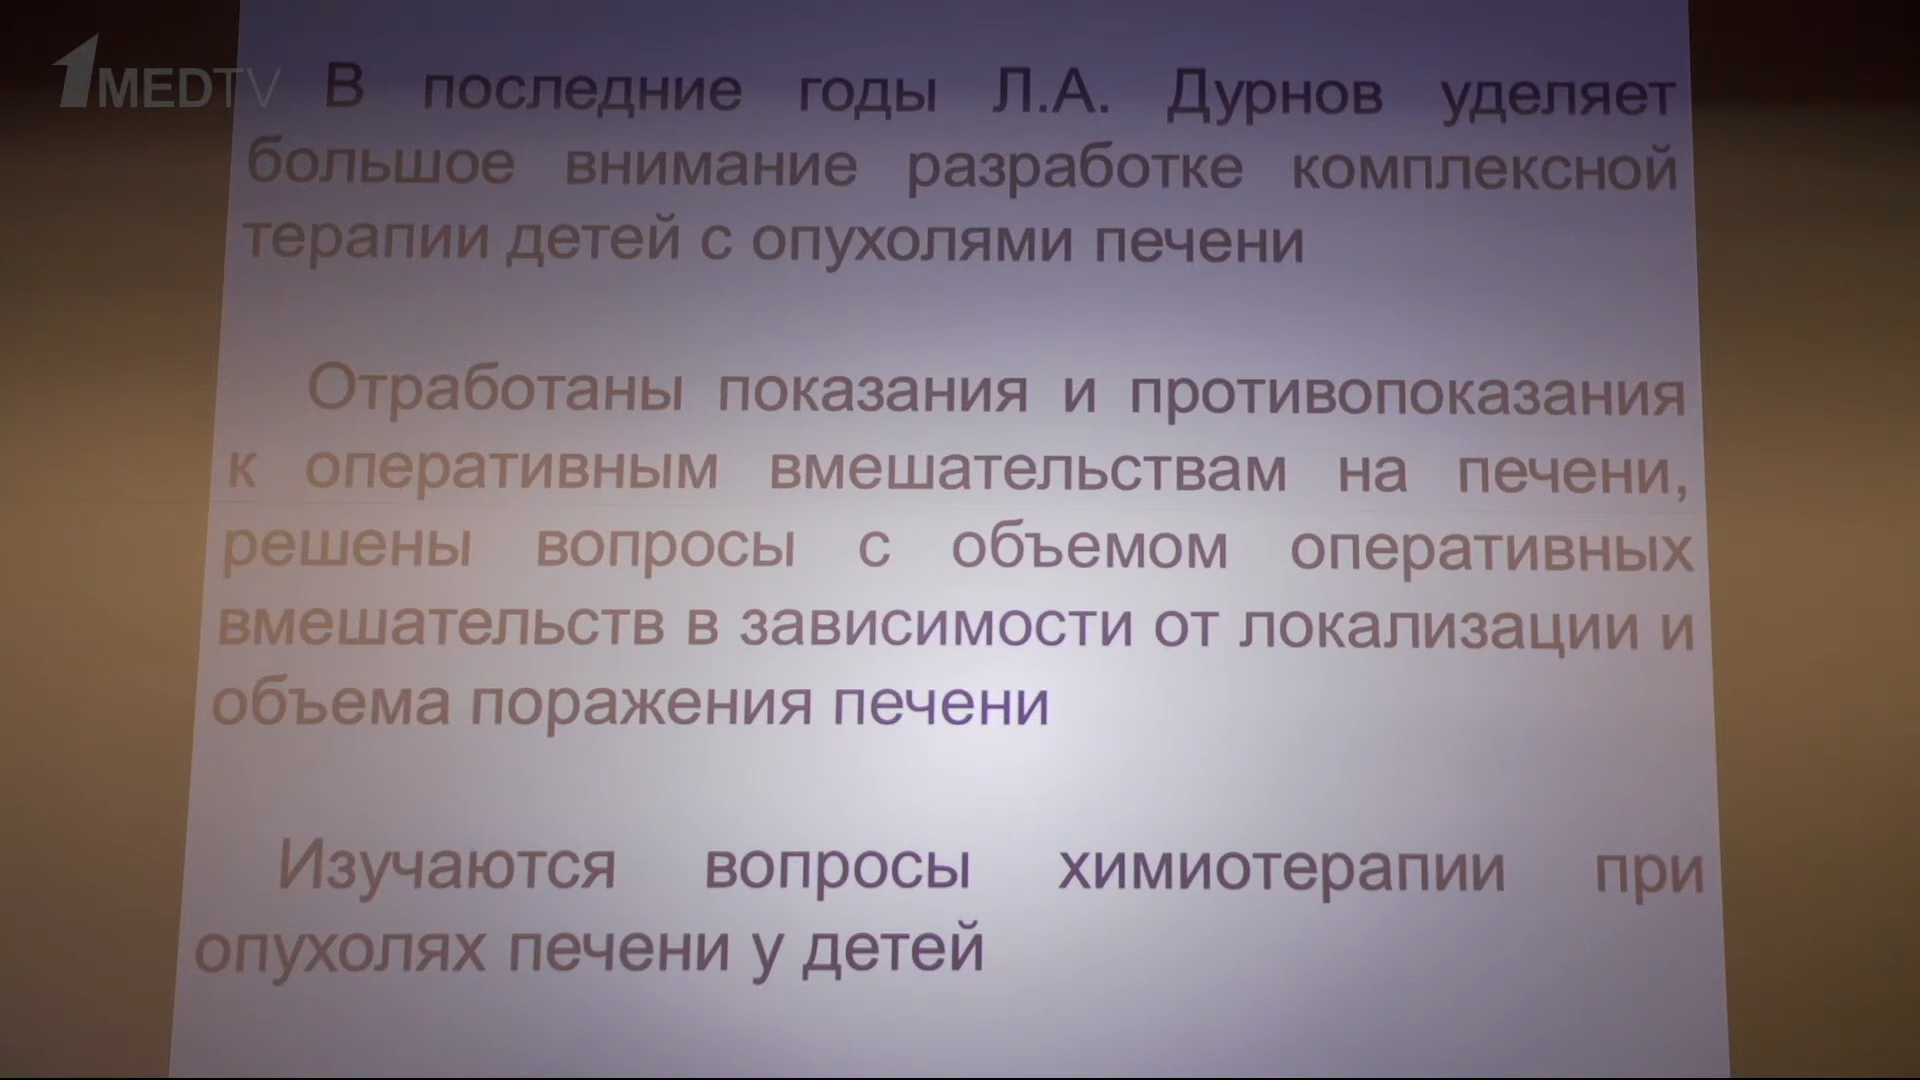 1MEDTV
В последние годы Л.А. Дурнов уделяет
большое внимание разработке комплексной
терапии детей с опухолями печени
Отработаны показания и противопоказания
к оперативным вмешательствам на печени,
решены вопросы с объемом оперативных
вмешательств в зависимости от локализации и
объема поражения печени
Изучаются вопросы химиотерапии при
опухолях печени у детей